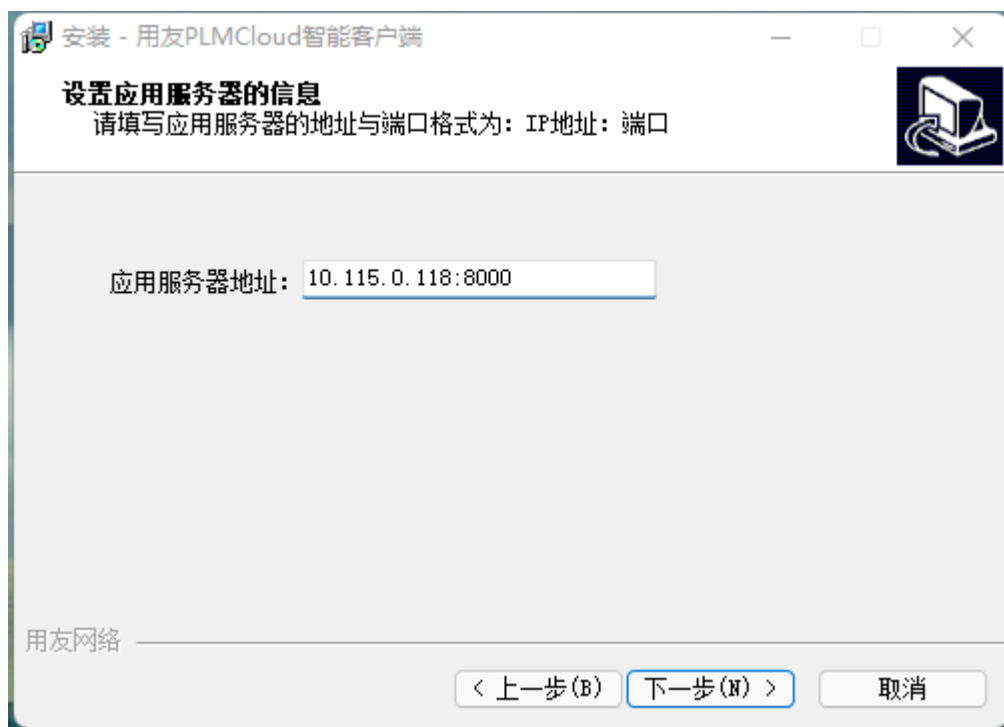 安装 - 用友PLMCloud智能客户端
设置应用服务器的信息
请填写应用服务器的地址与端口格式为: IP地址: 端口
应用服务器地址: 10.115.0.118:8000
用友网络
< 上一步(B) 下一步(N) > 取消